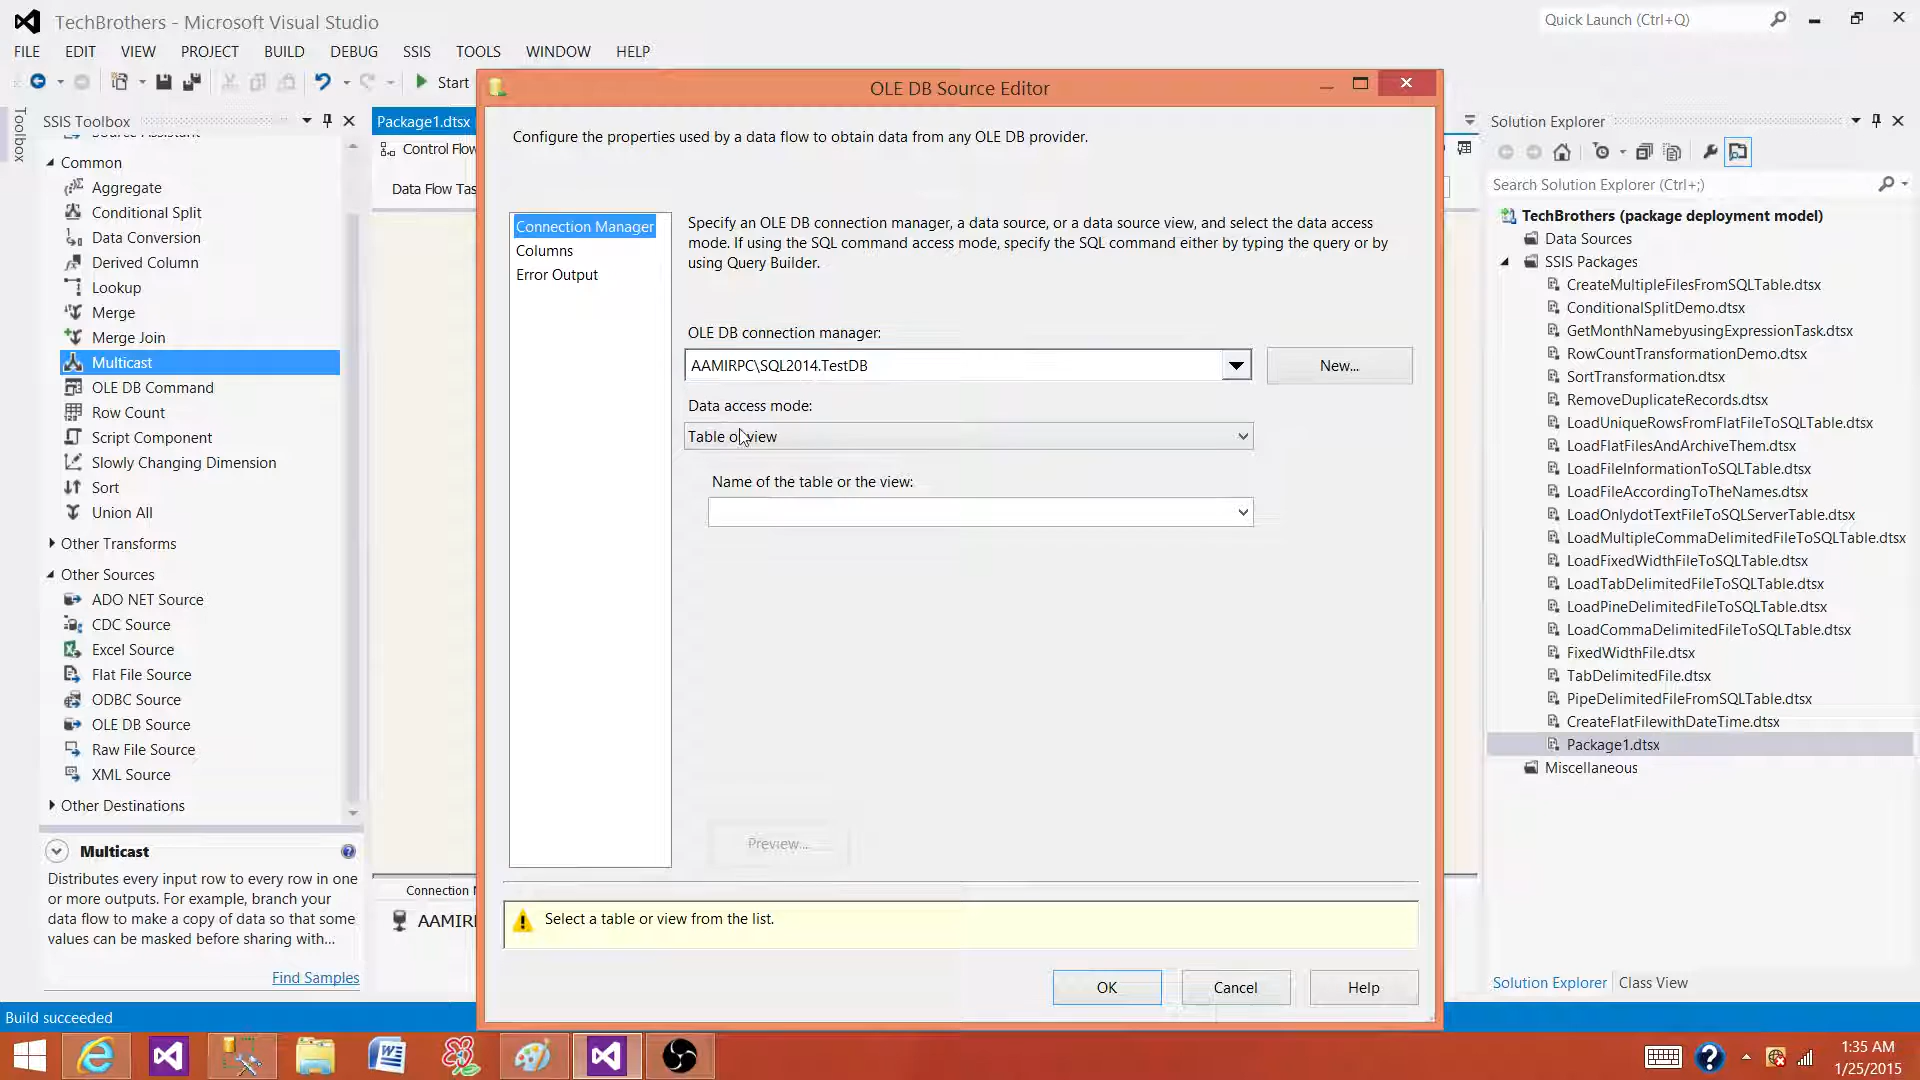 TechBrothers - Microsoft Visual Studio
Quick Launch (Ctrl+Q)
FILE EDIT VIEW PROJECT BUILD DEBUG SSIS TOOLS WINDOW HELP
Start
Toolbox
SSIS Toolbox
Common
Aggregate
Conditional Split
Data Conversion
Derived Column
Lookup
Merge
Merge Join
Multicast
OLE DB Command
Row Count
Script Component
Slowly Changing Dimension
Sort
Union All
Other Transforms
Other Sources
ADO NET Source
CDC Source
Excel Source
Flat File Source
ODBC Source
OLE DB Source
Raw File Source
XML Source
Other Destinations
Multicast
Distributes every input row to every row in one
or more outputs. For example, branch your
data flow to make a copy of data so that some
values can be masked before sharing with...
Find Samples
Package1.dtsx
Control Flow
Data Flow Tas
Connection
AAMIR
OLE DB Source Editor
Configure the properties used by a data flow to obtain data from any OLE DB provider.
Connection Manager
Columns
Error Output
Specify an OLE DB connection manager, a data source, or a data source view, and select the data access
mode. If using the SQL command access mode, specify the SQL command either by typing the query or by
using Query Builder.
OLE DB connection manager:
AAMIRPC\SQL2014.TestDB
New...
Data access mode:
Table or view
Name of the table or the view:
Preview...
Select a table or view from the list.
OK
Cancel
Help
Solution Explorer
Search Solution Explorer (Ctrl+;)
TechBrothers (package deployment model)
Data Sources
SSIS Packages
CreateMultipleFilesFromSQLTable.dtsx
ConditionalSplitDemo.dtsx
GetMonthNamebyusingExpressionTask.dtsx
RowCountTransformationDemo.dtsx
SortTransformation.dtsx
RemoveDuplicateRecords.dtsx
LoadUniqueRowsFromFlatFileToSQLTable.dtsx
LoadFlatFilesAndArchiveThem.dtsx
LoadFileInformationToSQLTable.dtsx
LoadFileAccordingToTheNames.dtsx
LoadOnlydotTextFileToSQLServerTable.dtsx
LoadMultipleCommaDelimitedFileToSQLTable.dtsx
LoadFixedWidthFileToSQLTable.dtsx
LoadTabDelimitedFileToSQLTable.dtsx
LoadPineDelimitedFileToSQLTable.dtsx
LoadCommaDelimitedFileToSQLTable.dtsx
FixedWidthFile.dtsx
TabDelimitedFile.dtsx
PipeDelimitedFileFromSQLTable.dtsx
CreateFlatFilewithDateTime.dtsx
Package1.dtsx
Miscellaneous
Solution Explorer Class View
Build succeeded
1:35 AM
1/25/2015